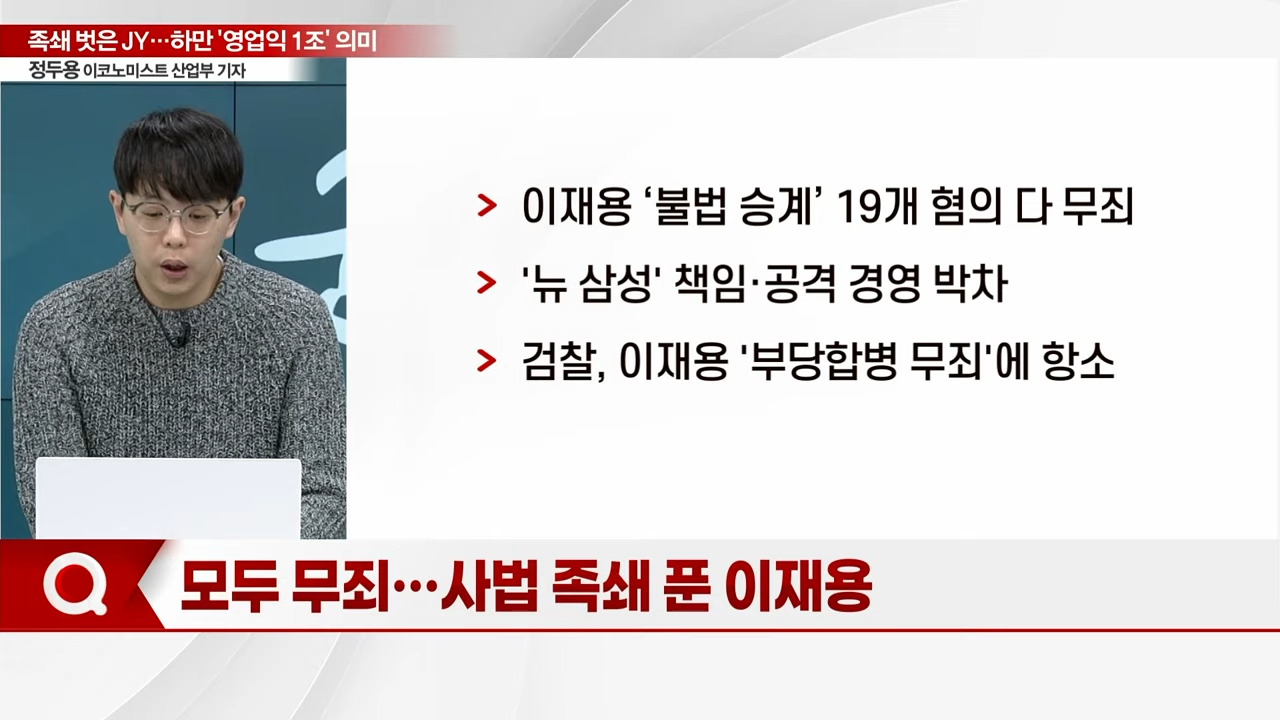 족쇄 벗은 JY…하만 '영업익 1조' 의미
정두용 이코노미스트 산업부 기자
> 이재용 ‘불법 승계’ 19개 혐의 다 무죄
> '뉴 삼성' 책임·공격 경영 박차
> 검찰, 이재용 '부당합병 무죄'에 항소
모두 무죄…사법 족쇄 푼 이재용